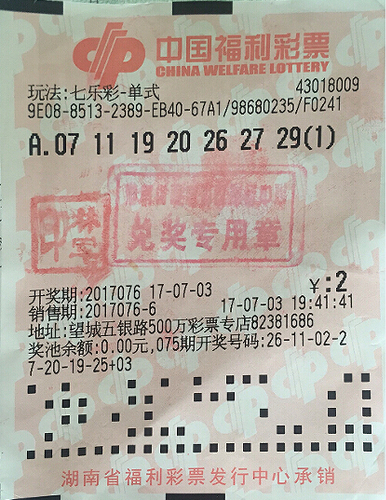 中国福利彩票
CHINA WELFARE LOTTERY
玩法:七乐彩-单式 43018009
9E08-8513-2389-EB40-67A1/98680235/F0241
A.07 11 19 20 26 27 29(1)
兑奖专用章
开奖期:2017076 17-07-03 ￥:2
销售期:2017076-6 17-07-03 19:41:41
地址:望城五银路500万彩票专店82381686
奖池余额:0.00元,075期开奖号码:26-11-02-2
7-20-19-25+03
湖南省福利彩票发行中心承销